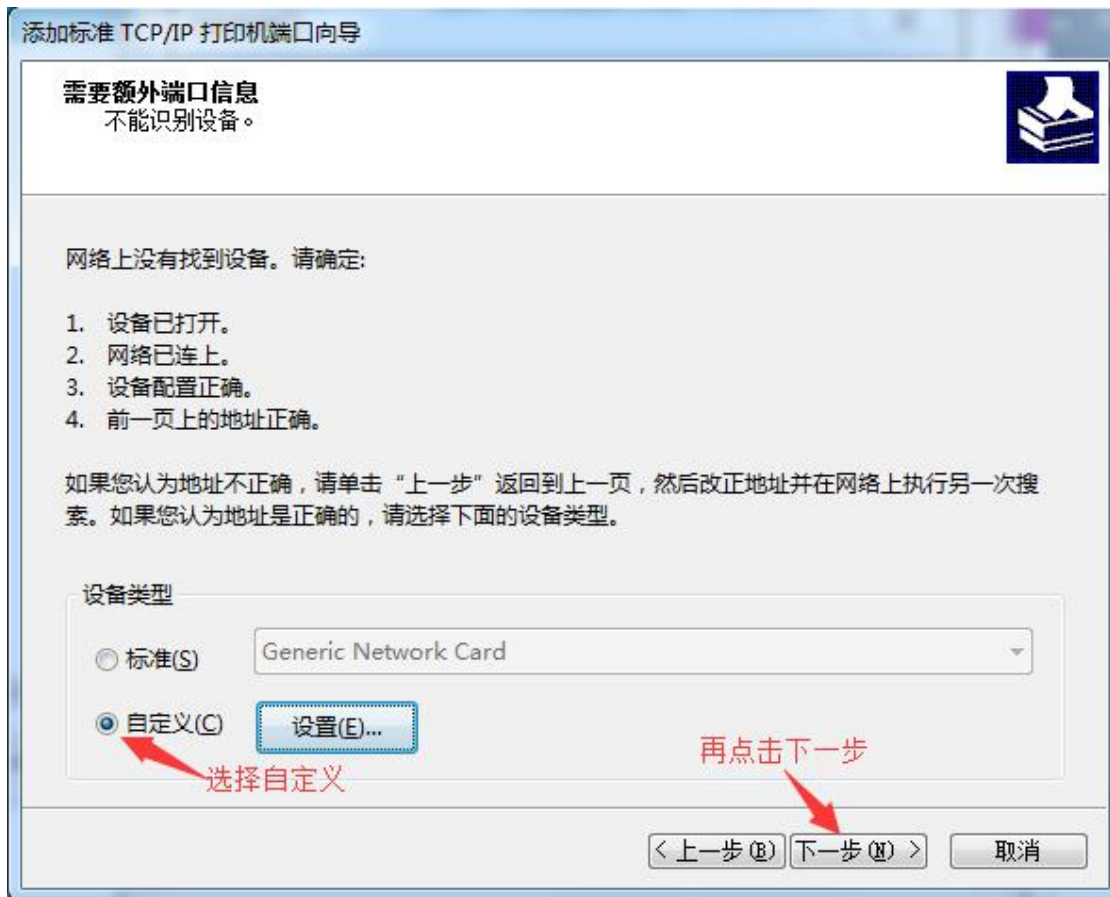 添加标准 TCP/IP 打印机端口向导
需要额外端口信息
不能识别设备。
网络上没有找到设备。请确定:
1. 设备已打开。
2. 网络已连上。
3. 设备配置正确。
4. 前一页上的地址正确。
如果您认为地址不正确，请单击“上一步”返回到上一页，然后改正地址并在网络上执行另一次搜
索。如果您认为地址是正确的，请选择下面的设备类型。
设备类型
标准(S)
Generic Network Card
自定义(C)
设置(E)...
选择自定义
再点击下一步
< 上一步(B)
下一步(N) >
取消